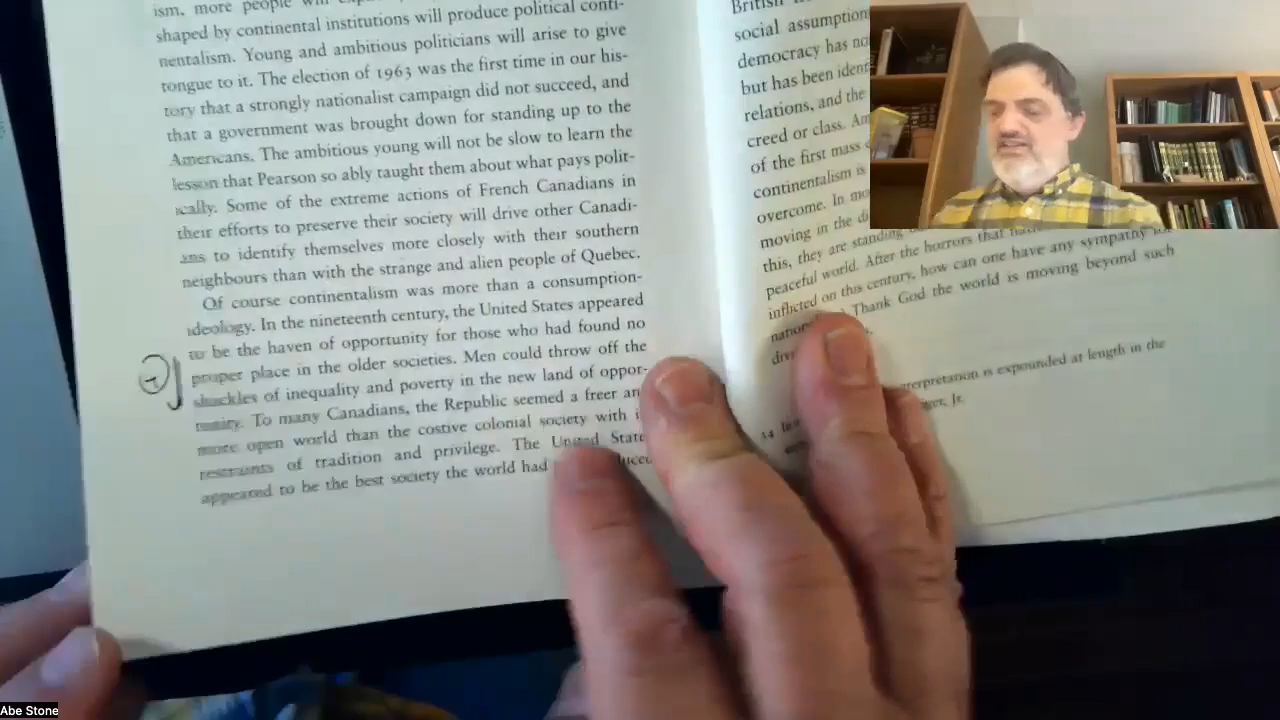 ism, more people will
shaped by continental institutions will produce political conti-
nentalism. Young and ambitious politicians will arise to give
tongue to it. The election of 1963 was the first time in our his-
tory that a strongly nationalist campaign did not succeed, and
that a government was brought down for standing up to the
Americans. The ambitious young will not be slow to learn the
lesson that Pearson so ably taught them about what pays polit-
ically. Some of the extreme actions of French Canadians in
their efforts to preserve their society will drive other Canadi-
ans to identify themselves more closely with their southern
neighbours than with the strange and alien people of Quebec.
Of course continentalism was more than a consumption-
ideology. In the nineteenth century, the United States appeared
to be the haven of opportunity for those who had found no
proper place in the older societies. Men could throw off the
shackles of inequality and poverty in the new land of oppor-
tunity. To many Canadians, the Republic seemed a freer an
more open world than the costive colonial society with i
restraints of tradition and privilege. The United State
appeared to be the best society the world had
British
social assumption
democracy has no
but has been ident
relations, and the
creed or class. Am
of the first mass
continentalism is
overcome. In mo
moving in the di
this, they are standing
peaceful world. After the horrors that
inflicted on this century, how can one have any sympathy
Thank God the world is moving beyond such
14
is expounded at length in the
Jr.
Abe Stone